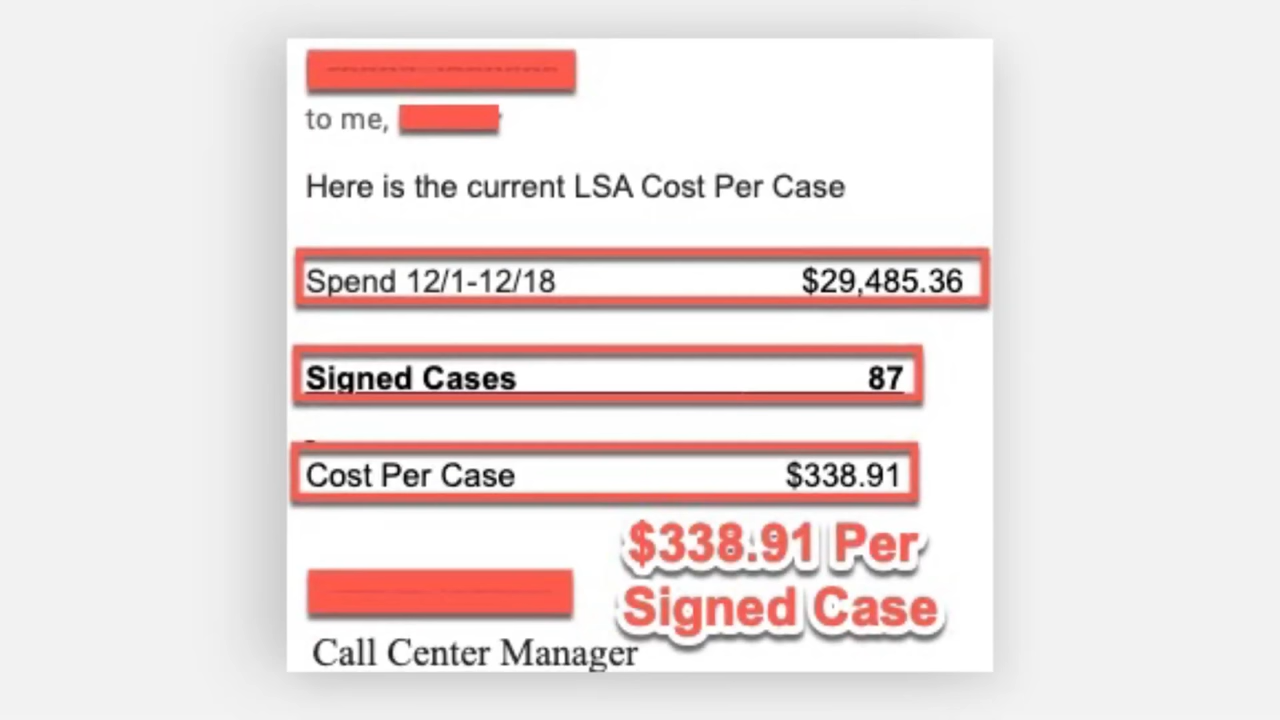 to me,
Here is the current LSA Cost Per Case
Spend 12/1-12/18 $29,485.36
Signed Cases 87
Cost Per Case $338.91
$338.91 Per
Signed Case
Call Center Manager